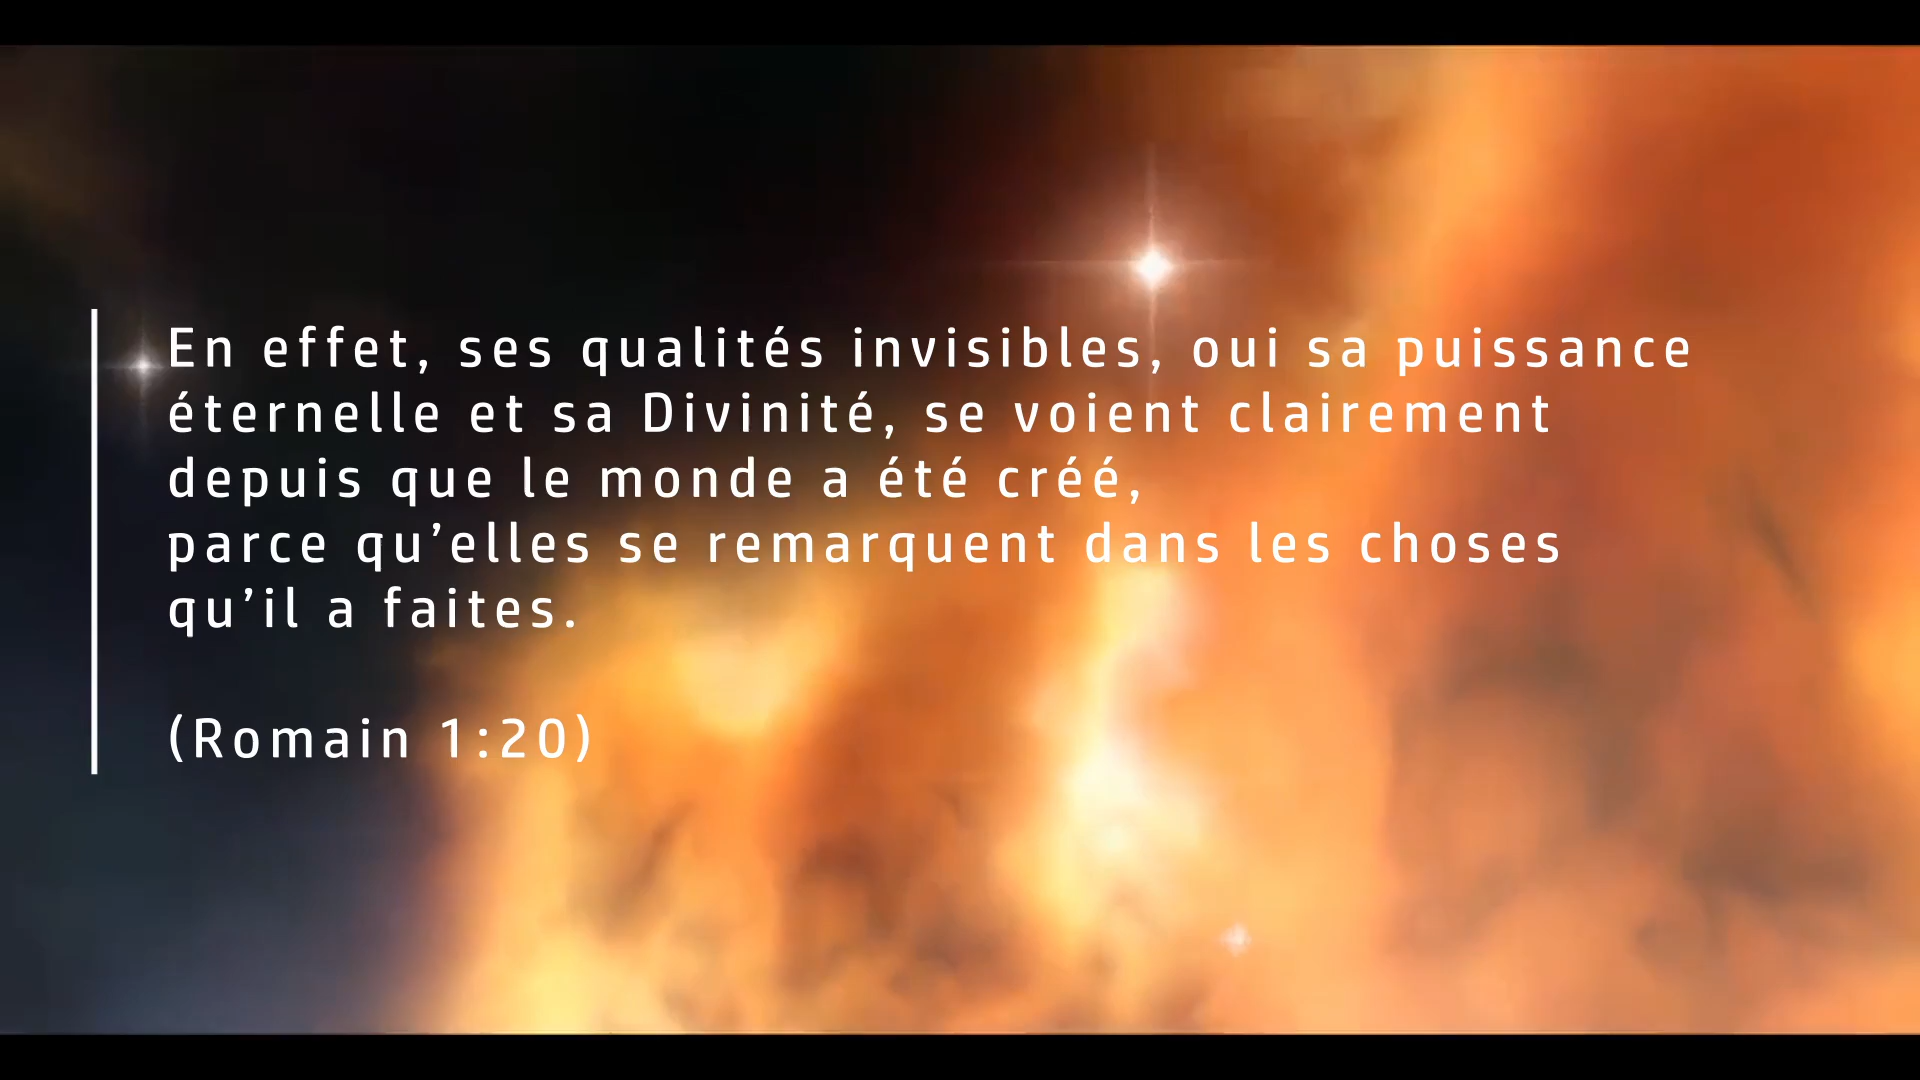 En effet, ses qualités invisibles, oui sa puissance
éternelle et sa Divinité, se voient clairement
depuis que le monde a été créé,
parce qu’elles se remarquent dans les choses
qu’il a faites.
(Romain 1:20)